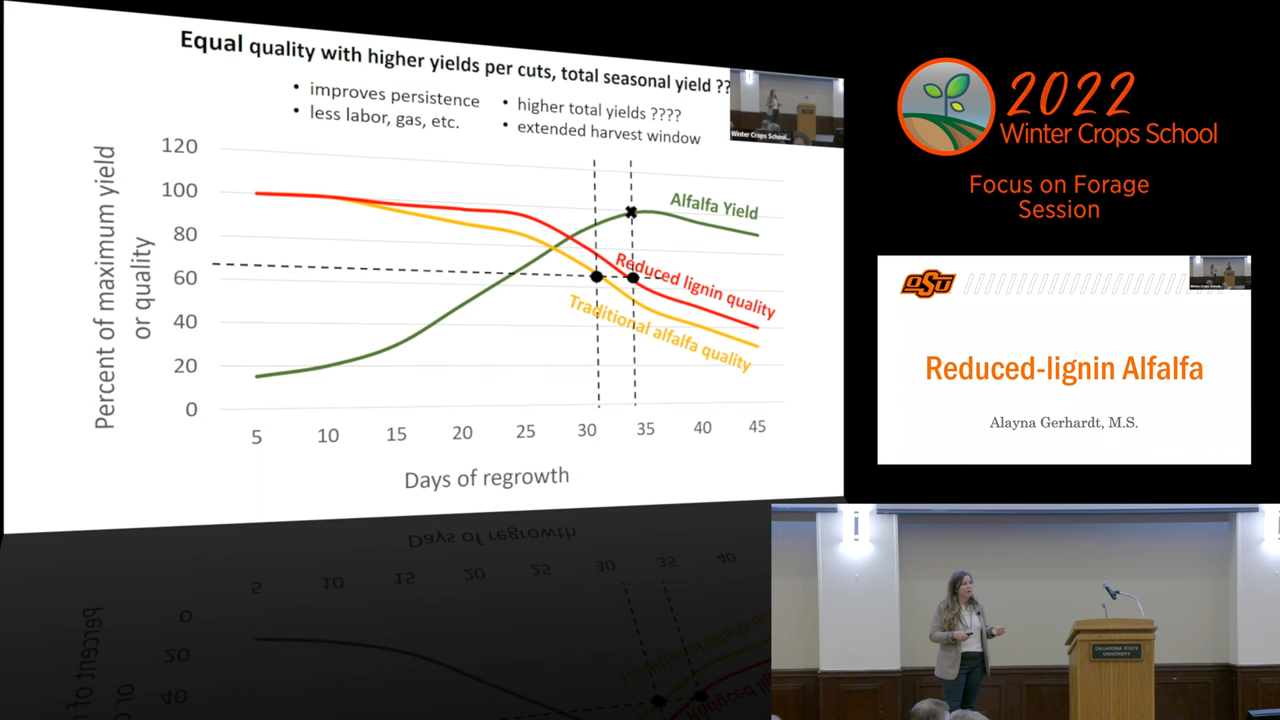 Equal quality with higher yields per cuts, total seasonal yield ??
• improves persistence
• less labor, gas, etc.
• higher total yields ????
• extended harvest window
Winter Crops School...
Percent of maximum yield
or quality
120
100
80
60
40
20
0
Alfalfa Yield
Reduced lignin quality
Traditional alfalfa quality
5 10 15 20 25 30 35 40 45
Days of regrowth
2022
Winter Crops School
Focus on Forage
Session
OSU
Reduced-lignin Alfalfa
Alayna Gerhardt, M.S.
OKLAHOMA STATE
UNIVERSITY